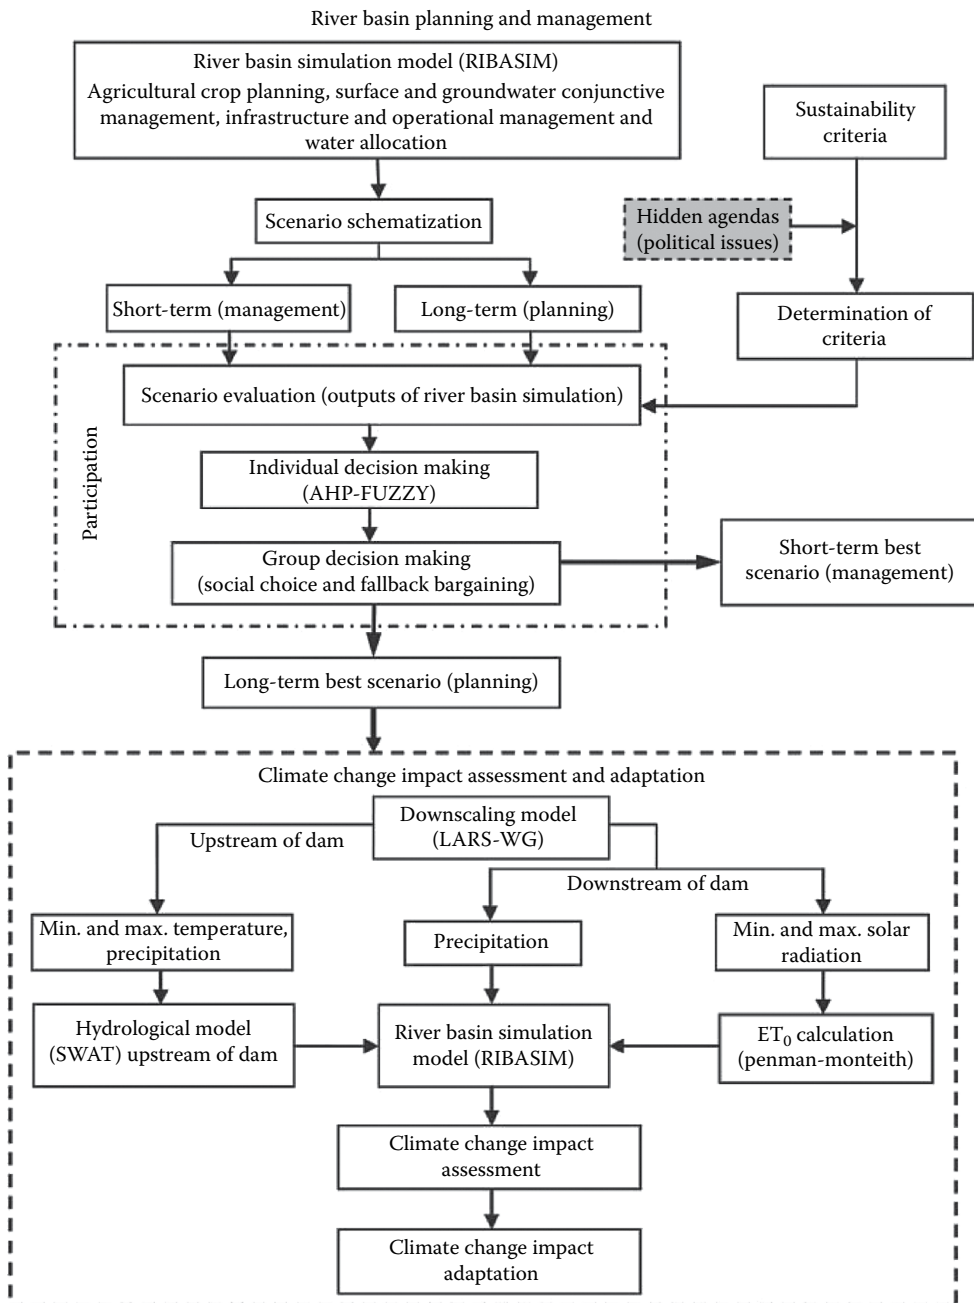 River basin planning and management
River basin simulation model (RIBASIM)
Agricultural crop planning, surface and groundwater conjunctive
management, infrastructure and operational management and
water allocation
Sustainability
criteria
Scenario schematization
Hidden agendas
(political issues)
Short-term (management)
Long-term (planning)
Determination of
criteria
Scenario evaluation (outputs of river basin simulation)
Participation
Individual decision making
(AHP-FUZZY)
Group decision making
(social choice and fallback bargaining)
Short-term best
scenario (management)
Long-term best scenario (planning)
Climate change impact assessment and adaptation
Downscaling model
(LARS-WG)
Upstream of dam
Downstream of dam
Min. and max. temperature,
precipitation
Precipitation
Min. and max. solar
radiation
Hydrological model
(SWAT) upstream of dam
River basin simulation
model (RIBASIM)
ET₀ calculation
(penman-monteith)
Climate change impact
assessment
Climate change impact
adaptation